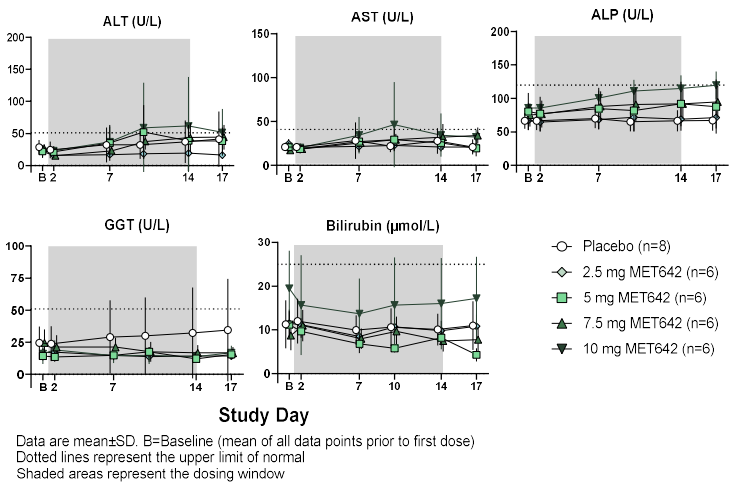 ALT (U/L)
200
150
100
50
0
B 2 7 14 17
AST (U/L)
150
100
50
0
B 2 7 14 17
ALP (U/L)
200
150
100
50
0
B 2 7 14 17
GGT (U/L)
100
75
50
25
0
B 2 7 14 17
Bilirubin (µmol/L)
30
20
10
0
B 2 7 10 14 17
Placebo (n=8)
2.5 mg MET642 (n=6)
5 mg MET642 (n=6)
7.5 mg MET642 (n=6)
10 mg MET642 (n=6)
Study Day
Data are mean±SD. B=Baseline (mean of all data points prior to first dose)
Dotted lines represent the upper limit of normal
Shaded areas represent the dosing window